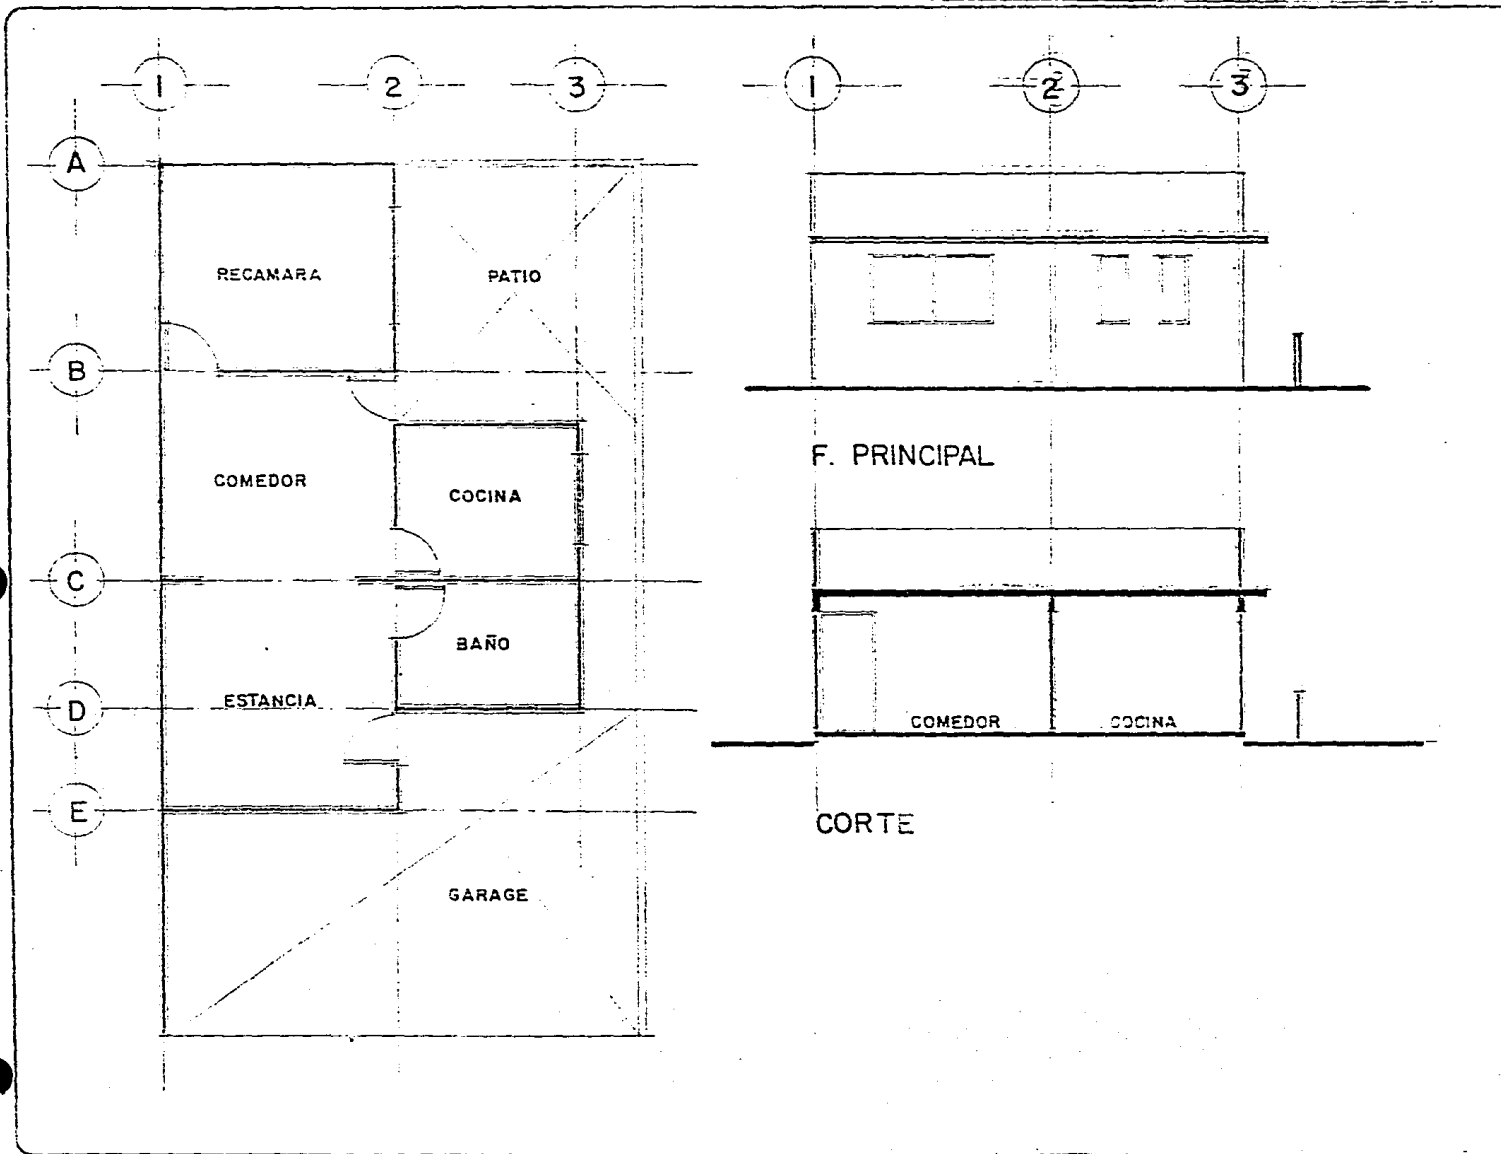 1 2 3
A
RECAMARA PATIO
B
COMEDOR
COCINA
C
BAÑO
ESTANCIA
D
E
GARAGE
1 2 3
F. PRINCIPAL
COMEDOR COCINA
CORTE